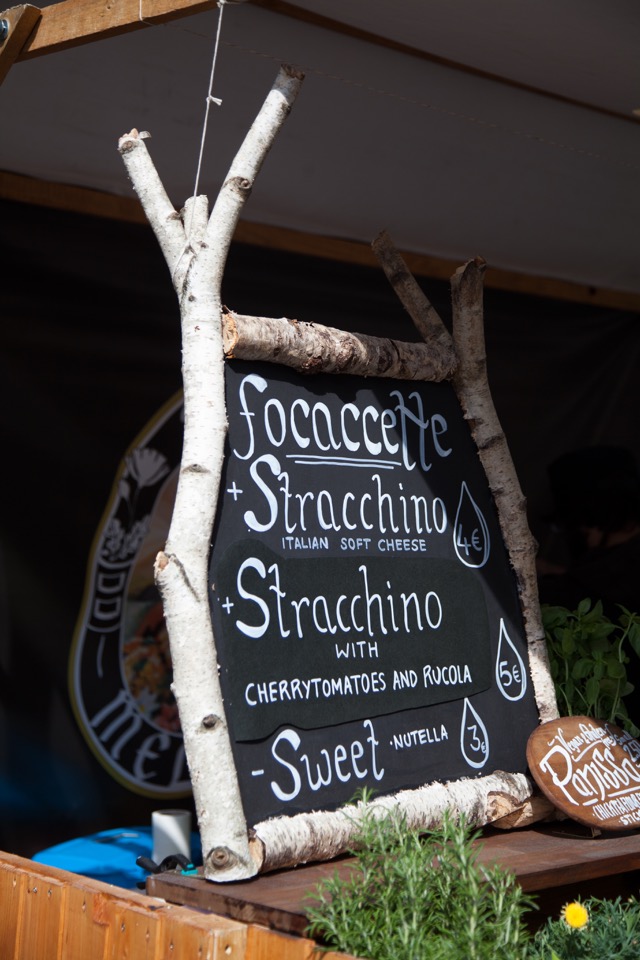 focaccette
+ Stracchino
ITALIAN SOFT CHEESE
4€
+ Stracchino
WITH
CHERRYTOMATOES AND RUCOLA
5€
- Sweet · NUTELLA
3€